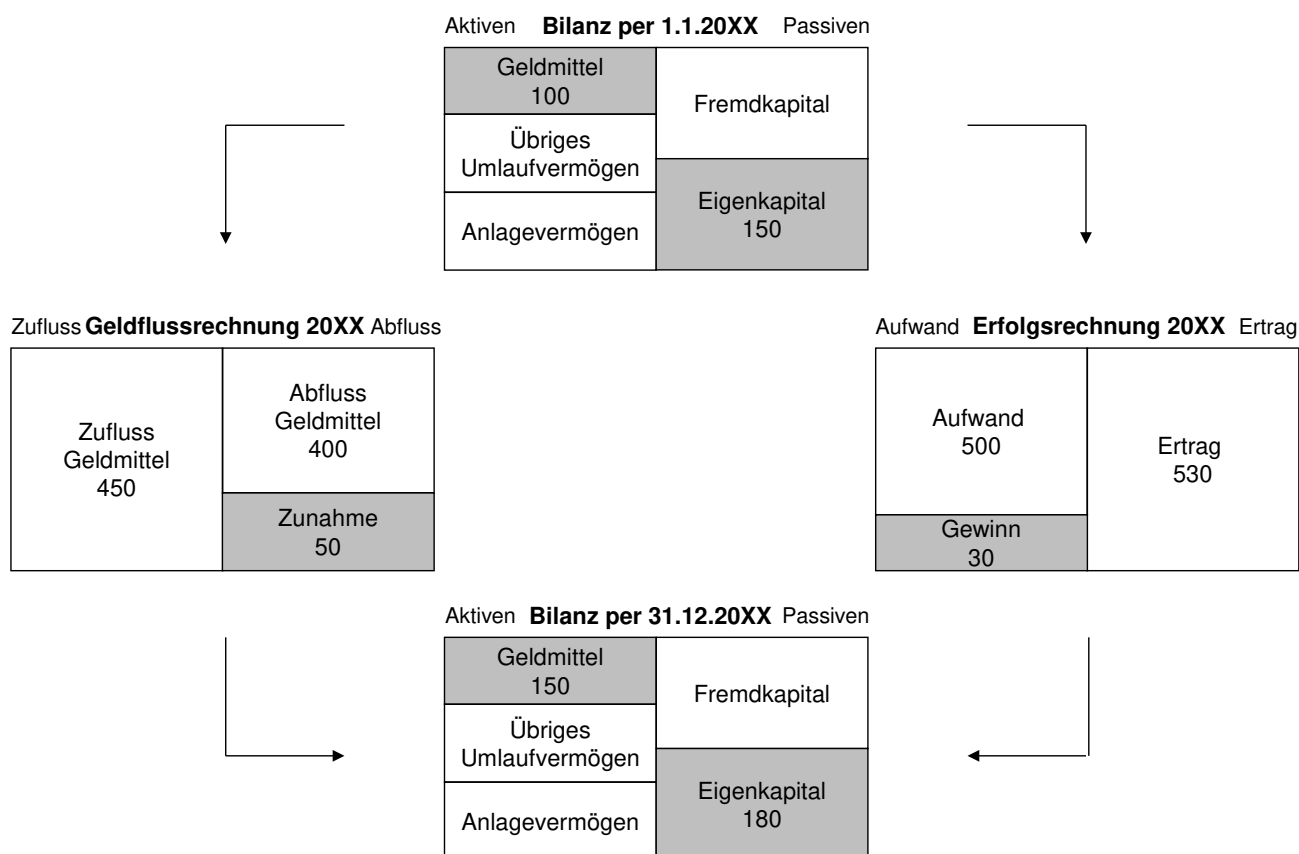 Aktiven Bilanz per 1.1.20XX Passiven
Geldmittel
100
Fremdkapital
Übriges
Umlaufvermögen
Eigenkapital
150
Anlagevermögen
Zufluss Geldflussrechnung 20XX Abfluss
Zufluss
Geldmittel
450
Abfluss
Geldmittel
400
Zunahme
50
Aufwand Erfolgsrechnung 20XX Ertrag
Aufwand
500
Ertrag
530
Gewinn
30
Aktiven Bilanz per 31.12.20XX Passiven
Geldmittel
150
Fremdkapital
Übriges
Umlaufvermögen
Eigenkapital
180
Anlagevermögen